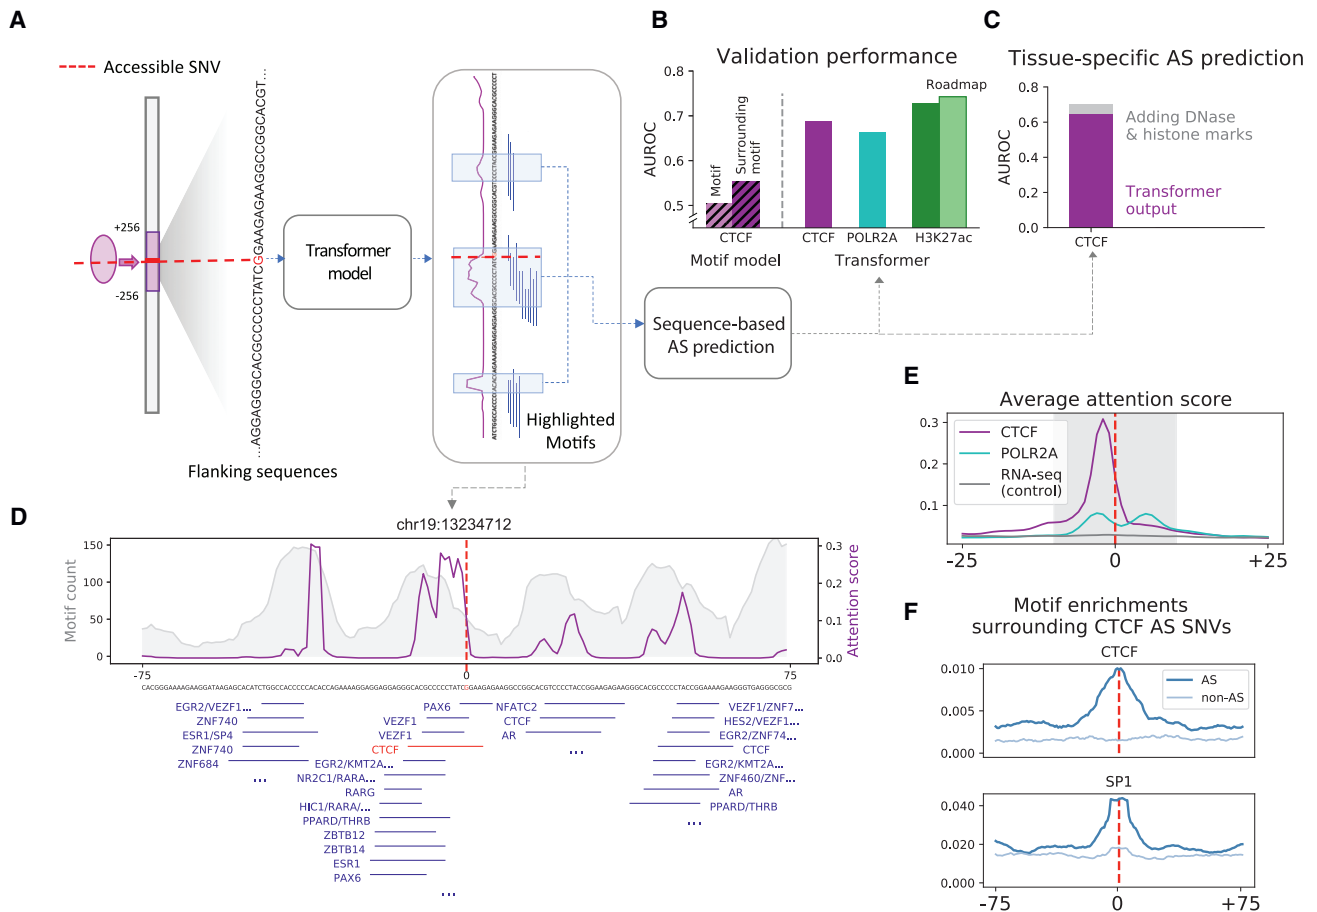 A
Accessible SNV
+256
-256
...AGGAGGGCACGCCCCCTATCGGAAGAGAAGGCCGGCACGT...
Flanking sequences
Transformer
model
Highlighted
Motifs
Sequence-based
AS prediction
B
Validation performance
AUROC
0.8
0.7
0.6
0.5
Motif
Surrounding
motif
Roadmap
CTCF
CTCF
POLR2A
H3K27ac
Motif model
Transformer
C
Tissue-specific AS prediction
AUROC
0.8
0.6
0.4
0.2
0.0
Adding DNase
& histone marks
Transformer
output
CTCF
D
chr19:13234712
Motif count
150
100
50
0
0.3
0.2
0.1
0.0
Attention score
-75
0
75
CACGGGAAAAGAAGGATAAGAGCACATCTGGCCACCCCCACACCAGAAAAGGAGGAGGAGGGCACGCCCCCTATCGGAAGAGAAGGCCGGCACGTCCCCTACCGGAAGAGAAGGGCACGCCCCCTACCGGAAAAGAAGGGTGAGGGCGCG
EGR2/VEZF1...
ZNF740
ESR1/SP4
ZNF740
ZNF684
...
PAX6
VEZF1
VEZF1
CTCF
EGR2/KMT2A...
NR2C1/RARA...
RARG
HIC1/RARA/...
PPARD/THRB
ZBTB12
ZBTB14
ESR1
PAX6
...
NFATC2
CTCF
AR
...
VEZF1/ZNF7...
HES2/VEZF1...
EGR2/ZNF74...
CTCF
EGR2/KMT2A...
ZNF460/ZNF...
AR
PPARD/THRB
...
E
Average attention score
0.3
0.2
0.1
CTCF
POLR2A
RNA-seq
(control)
-25
0
+25
F
Motif enrichments
surrounding CTCF AS SNVs
CTCF
0.010
0.005
0.000
AS
non-AS
SP1
0.040
0.020
0.000
-75
0
+75